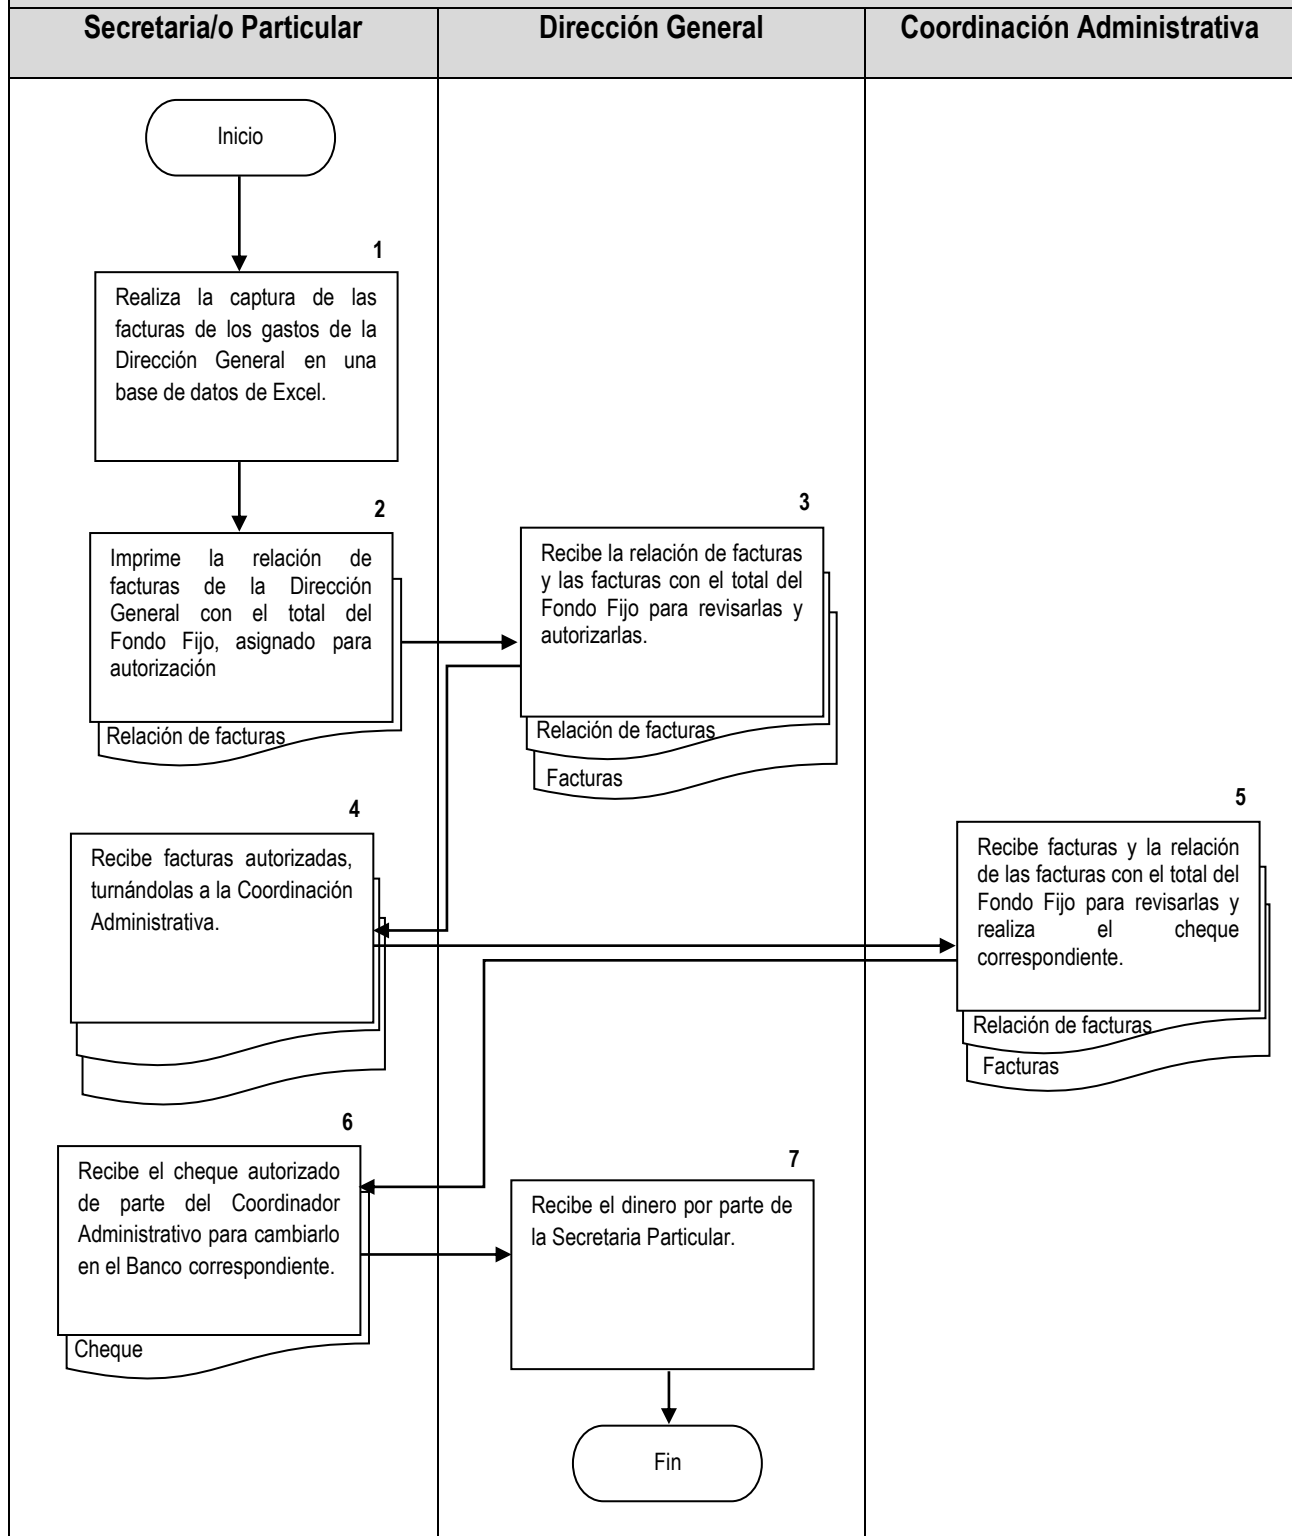 Secretaria/o Particular
Dirección General
Coordinación Administrativa
Inicio
1
Realiza la captura de las
facturas de los gastos de la
Dirección General en una
base de datos de Excel.
2
Imprime la relación de
facturas de la Dirección
General con el total del
Fondo Fijo, asignado para
autorización
Relación de facturas
3
Recibe la relación de facturas
y las facturas con el total del
Fondo Fijo para revisarlas y
autorizarlas.
Relación de facturas
Facturas
4
Recibe facturas autorizadas,
turnándolas a la Coordinación
Administrativa.
5
Recibe facturas y la relación
de las facturas con el total del
Fondo Fijo para revisarlas y
realiza el cheque
correspondiente.
Relación de facturas
Facturas
6
Recibe el cheque autorizado
de parte del Coordinador
Administrativo para cambiarlo
en el Banco correspondiente.
Cheque
7
Recibe el dinero por parte de
la Secretaria Particular.
Fin